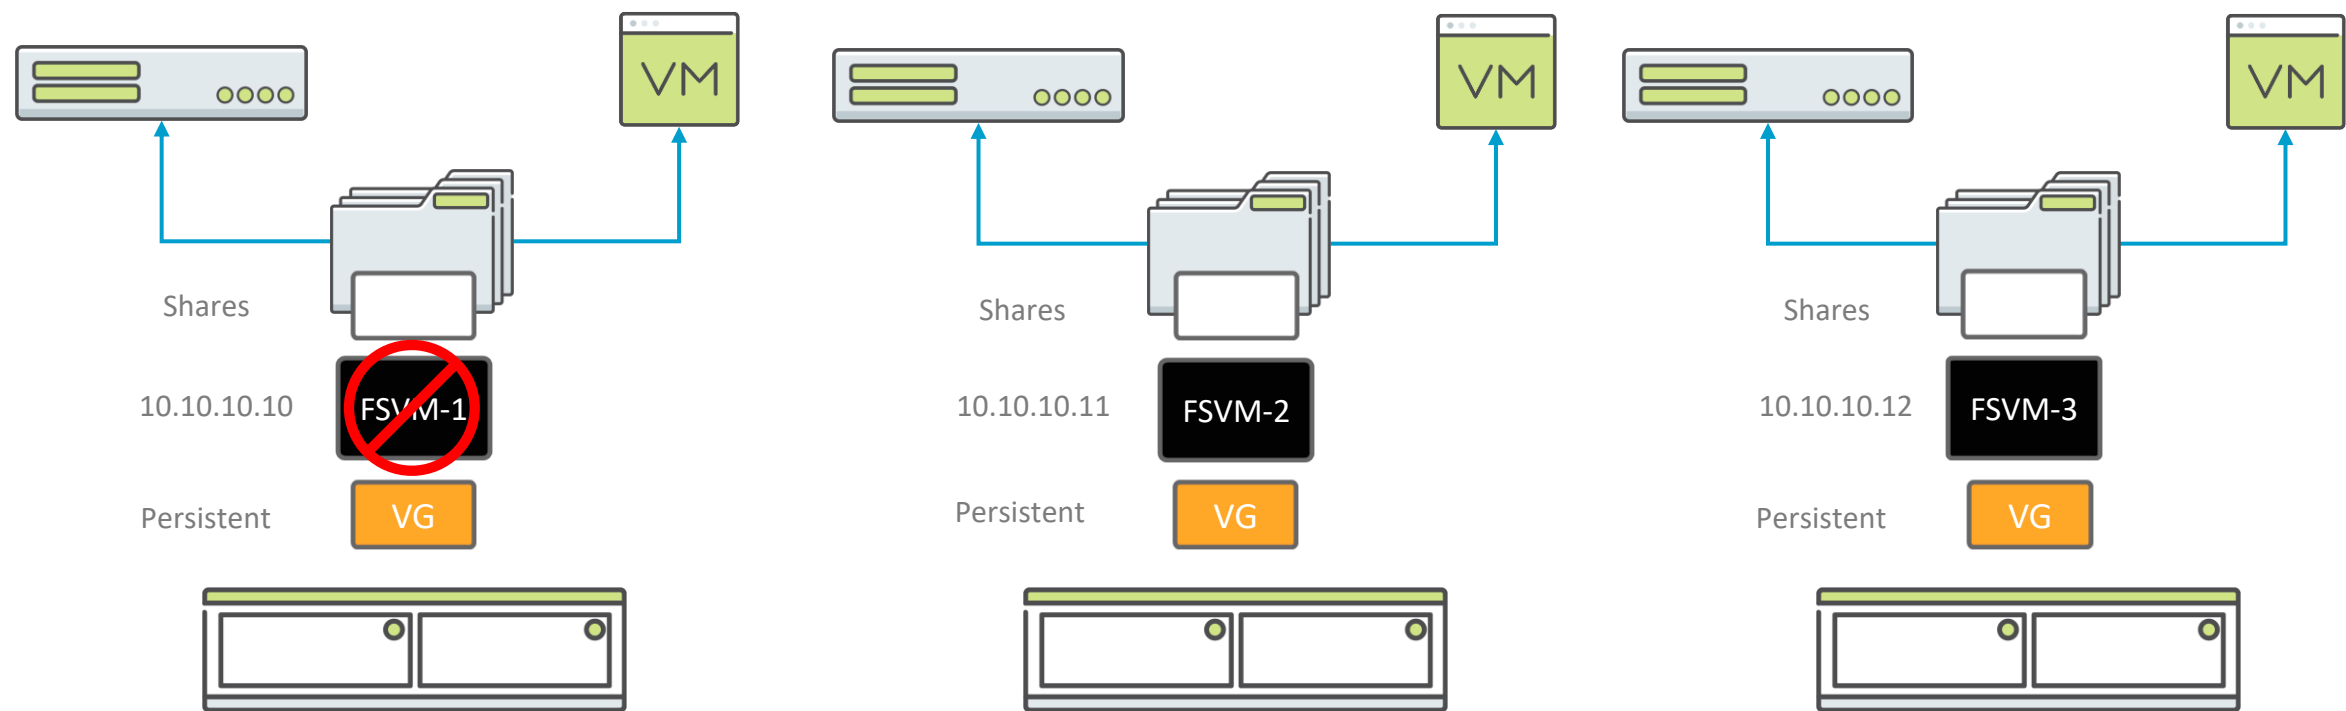 VM
VM
VM
Shares
Shares
Shares
10.10.10.10
FSVM-1
10.10.10.11
FSVM-2
10.10.10.12
FSVM-3
Persistent
VG
Persistent
VG
Persistent
VG